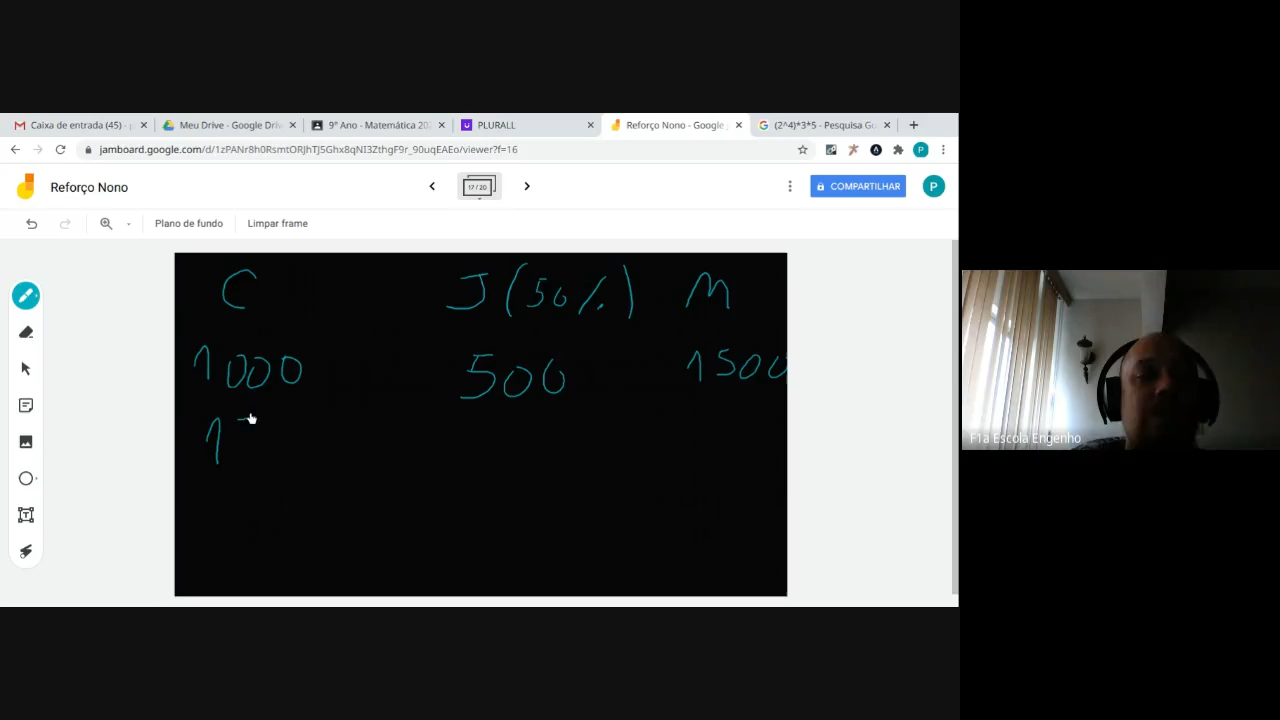 Caixa de entrada (45) -
Meu Drive - Google Dri
9º Ano - Matemática 202
PLURALL
Reforço Nono - Google
(2^4)*3*5 - Pesquisa G
jamboard.google.com/d/1zPANr8h0RsmtORJhTJ5Ghx8qNI3ZthgF9r_90uqEAEo/viewer?f=16
P
Reforço Nono
17 / 20
COMPARTILHAR
P
Plano de fundo
Limpar frame
C J (50%) M
1000 500 1500
1
F1a Escola Engenho